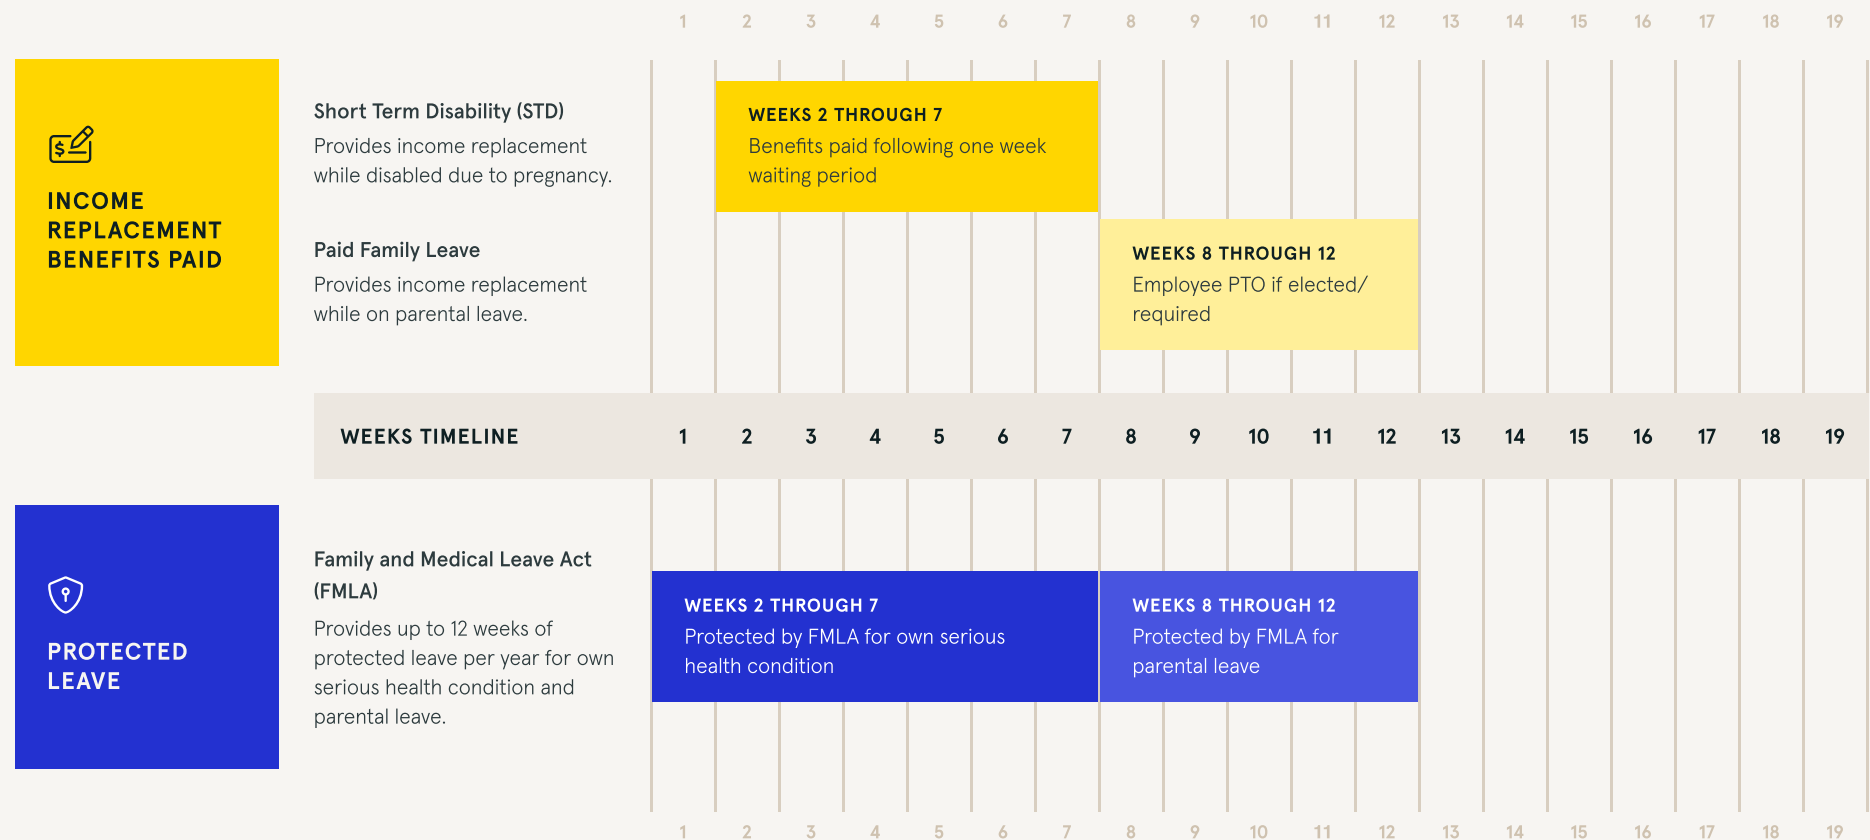 1 2 3 4 5 6 7 8 9 10 11 12 13 14 15 16 17 18 19
$
INCOME
REPLACEMENT
BENEFITS PAID
Short Term Disability (STD)
Provides income replacement
while disabled due to pregnancy.
WEEKS 2 THROUGH 7
Benefits paid following one week
waiting period
Paid Family Leave
Provides income replacement
while on parental leave.
WEEKS 8 THROUGH 12
Employee PTO if elected/
required
WEEKS TIMELINE 1 2 3 4 5 6 7 8 9 10 11 12 13 14 15 16 17 18 19
PROTECTED
LEAVE
Family and Medical Leave Act
(FMLA)
Provides up to 12 weeks of
protected leave per year for own
serious health condition and
parental leave.
WEEKS 2 THROUGH 7
Protected by FMLA for own serious
health condition
WEEKS 8 THROUGH 12
Protected by FMLA for
parental leave
1 2 3 4 5 6 7 8 9 10 11 12 13 14 15 16 17 18 19